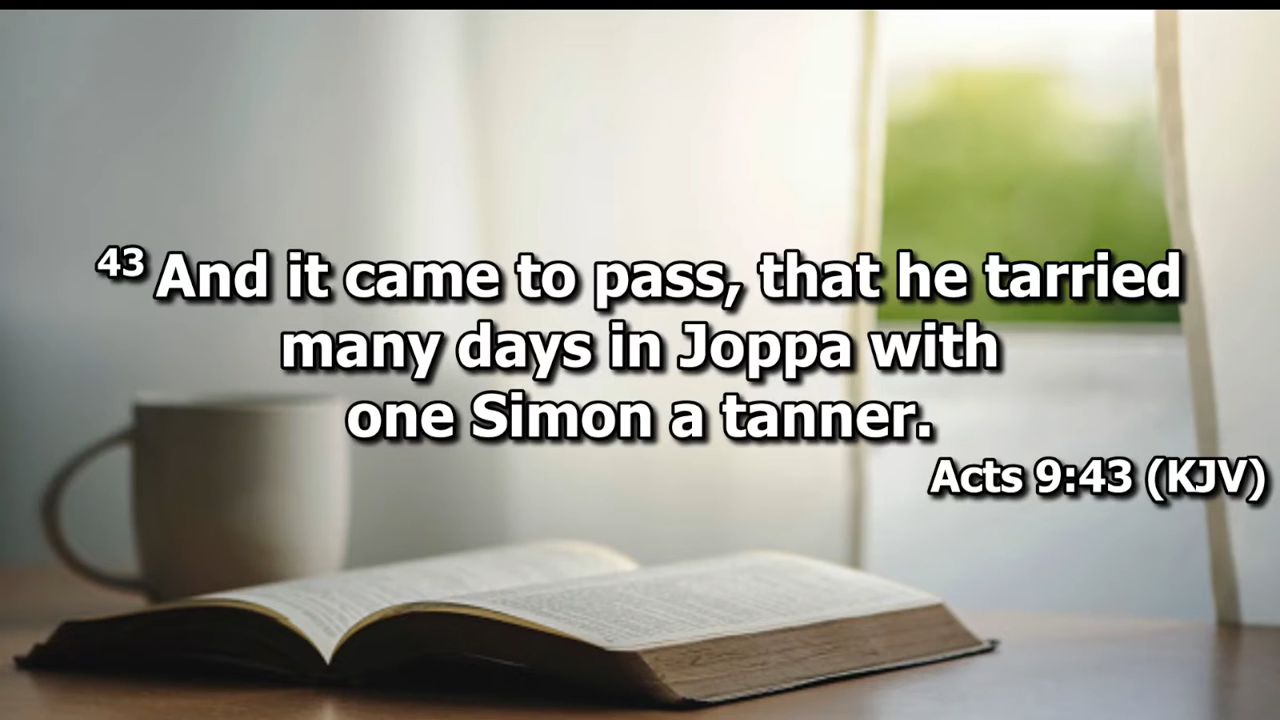 43 And it came to pass, that he tarried
many days in Joppa with
one Simon a tanner.
Acts 9:43 (KJV)